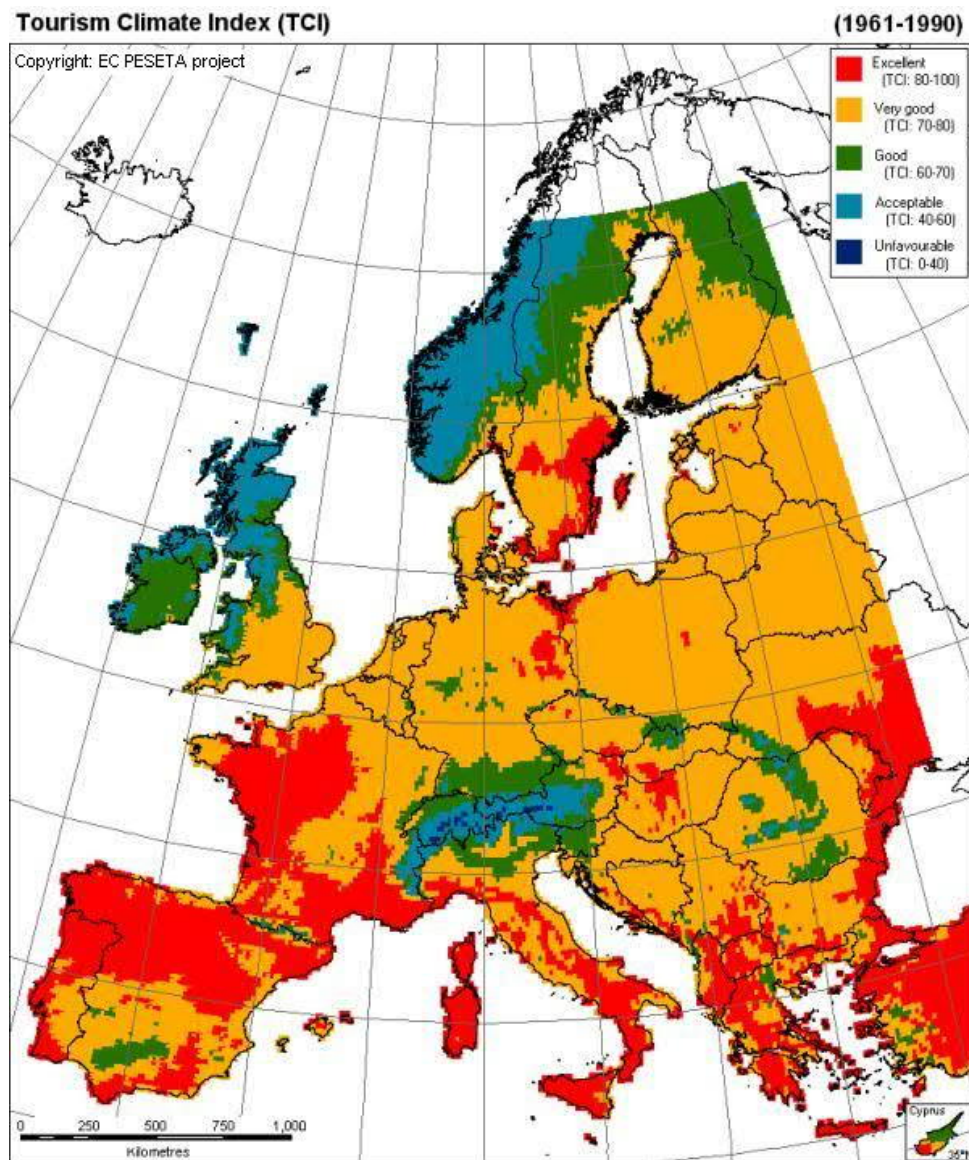 Tourism Climate Index (TCI) (1961-1990)
Copyright: EC PESETA project
Excellent
(TCI: 80-100)
Very good
(TCI: 70-80)
Good
(TCI: 60-70)
Acceptable
(TCI: 40-60)
Unfavourable
(TCI: 0-40)
0 250 500 750 1,000
Kilometres
Cyprus